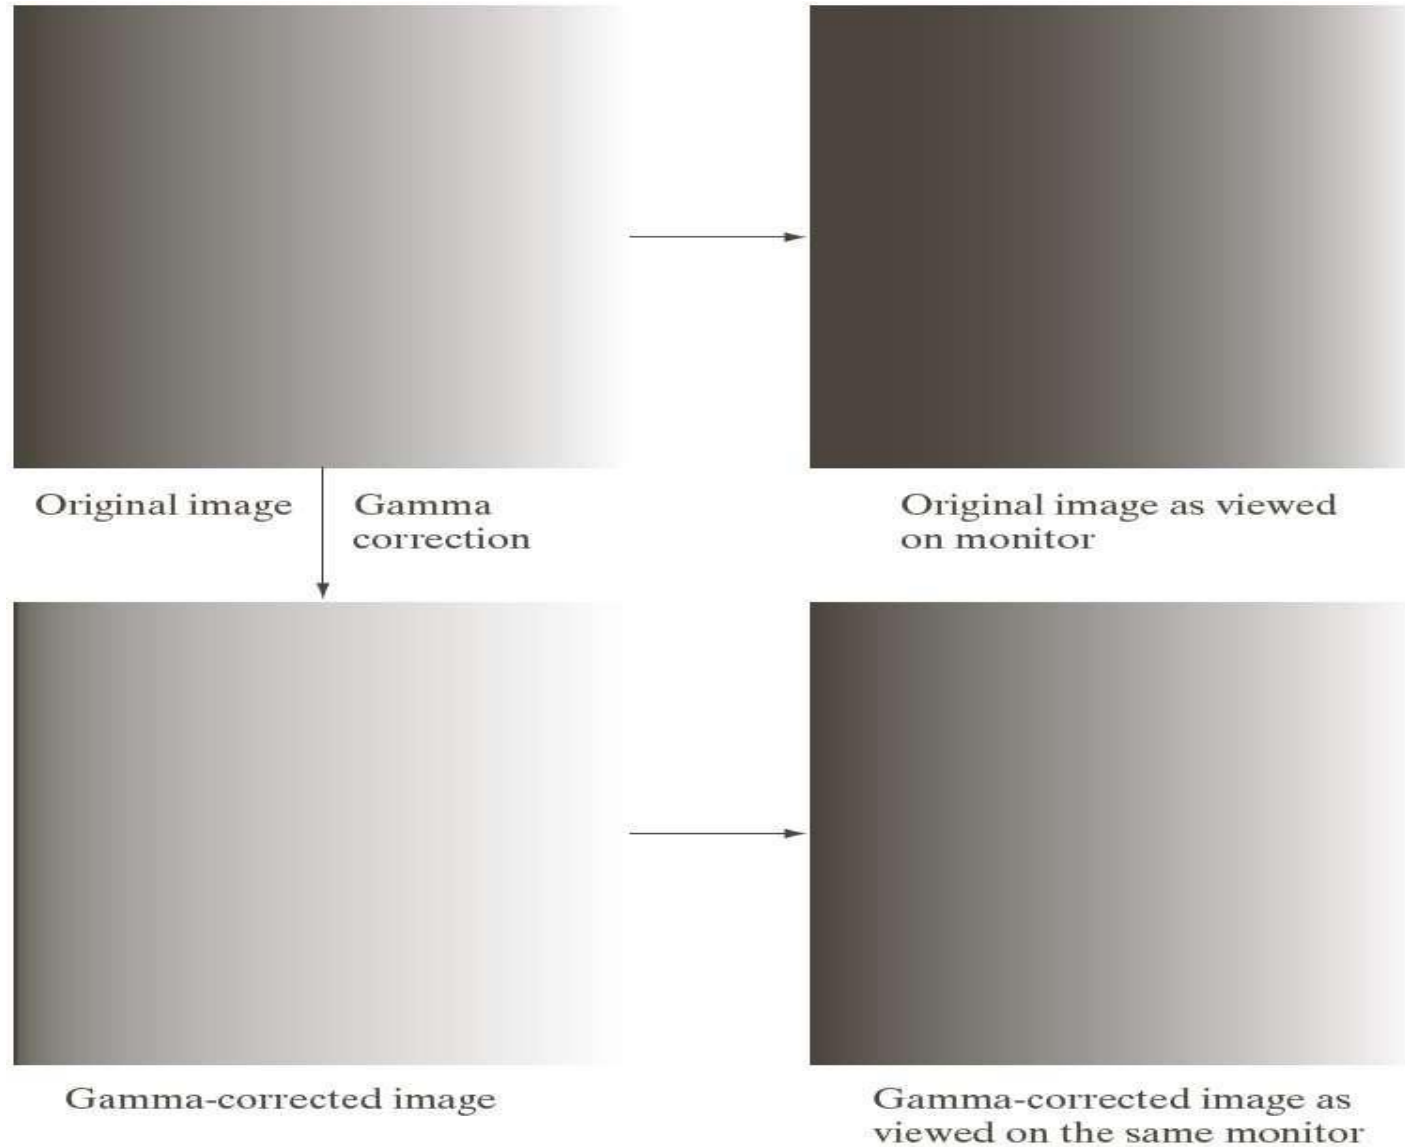 Original image
Gamma
correction
Original image as viewed
on monitor
Gamma-corrected image
Gamma-corrected image as
viewed on the same monitor